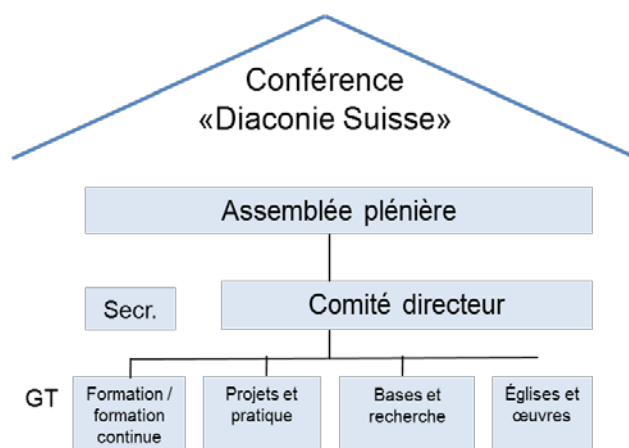 Conférence
«Diaconie Suisse»
Assemblée plénière
Secr.
Comité directeur
GT
Formation /
formation
continue
Projets et
pratique
Bases et
recherche
Églises et
œuvres